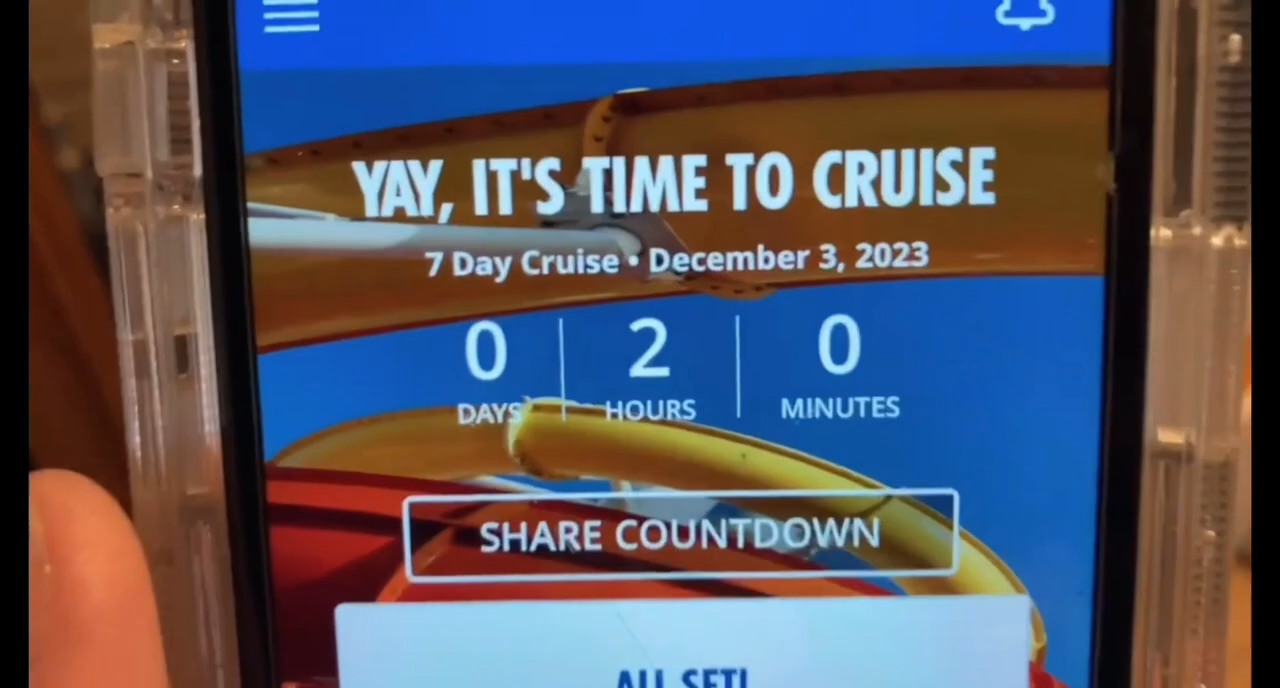 YAY, IT'S TIME TO CRUISE
7 Day Cruise • December 3, 2023
0 2 0
DAYS HOURS MINUTES
SHARE COUNTDOWN
ALL SET!